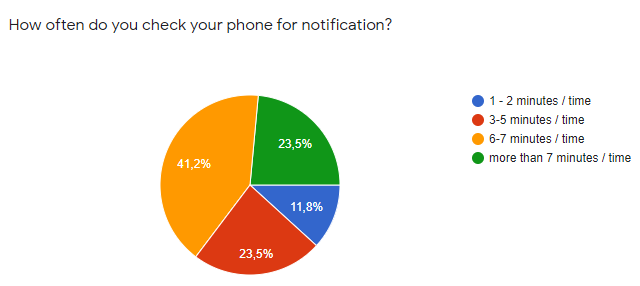 How often do you check your phone for notification?
1 - 2 minutes / time
3-5 minutes / time
6-7 minutes / time
more than 7 minutes / time
23,5%
41,2%
11,8%
23,5%